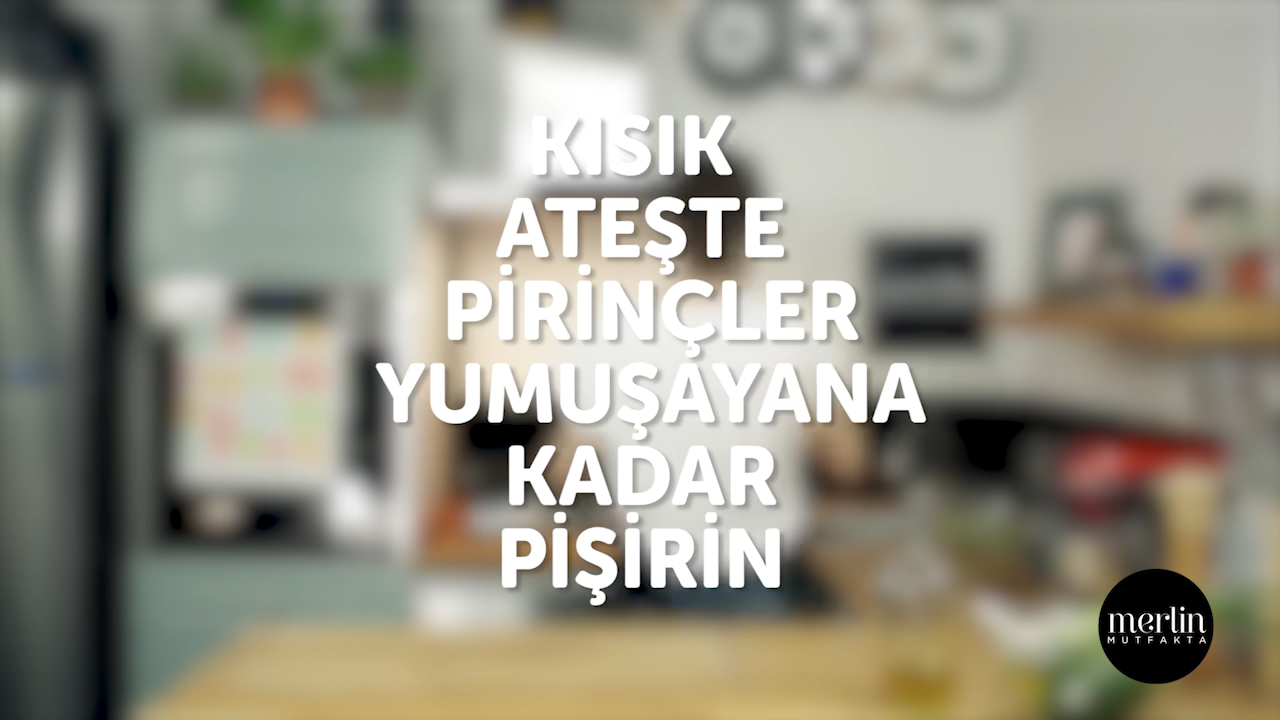 KISIK
ATEŞTE
PİRİNÇLER
YUMUŞAYANA
KADAR
PİŞİRİN
merlin
MUTFAKTA